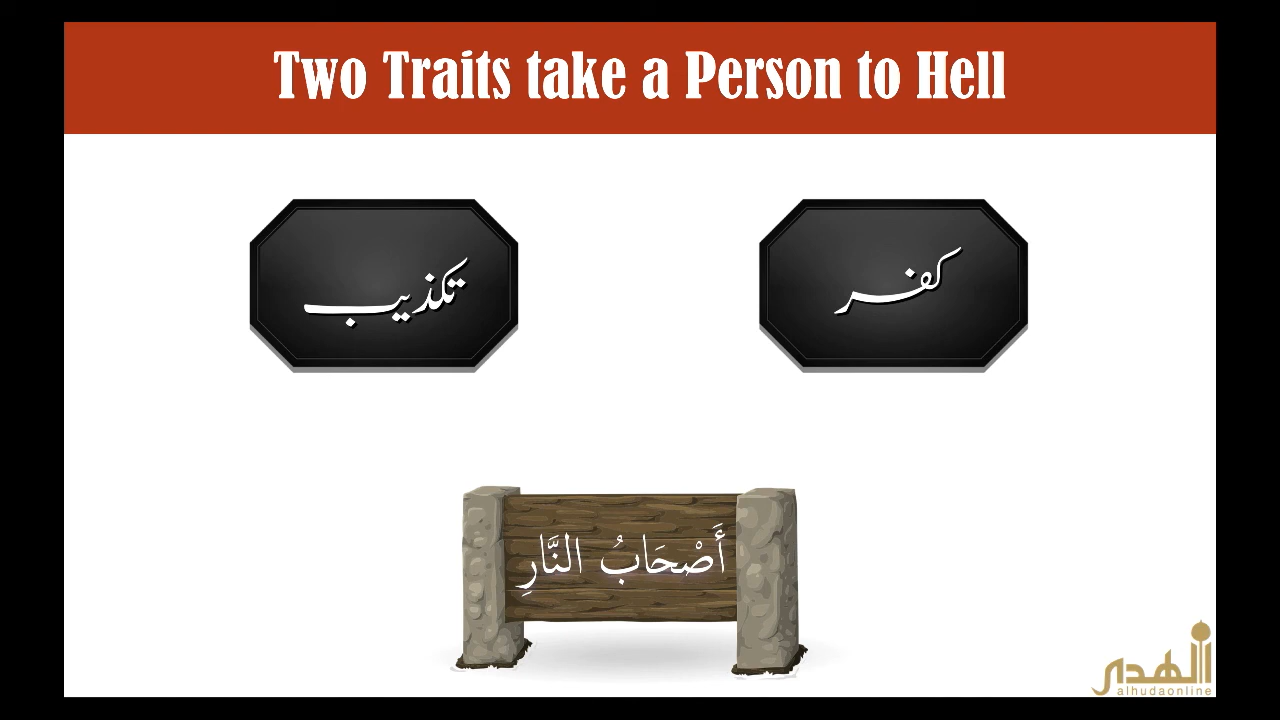 Two Traits take a Person to Hell
كفر
تكذيب
أَصْحَابُ النَّارِ
الهدى
alhudaonline